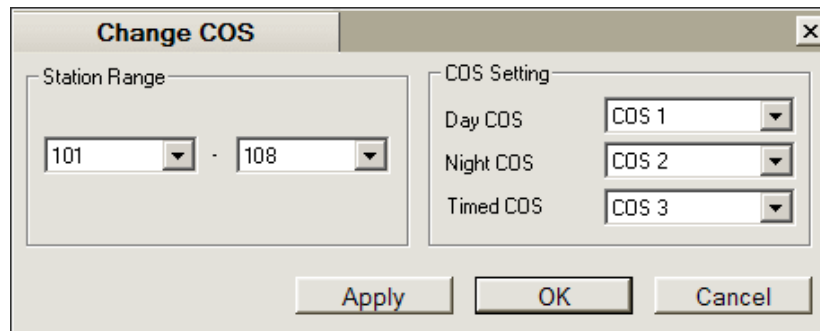 Change COS
Station Range
101 - 108
COS Setting
Day COS COS 1
Night COS COS 2
Timed COS COS 3
Apply OK Cancel